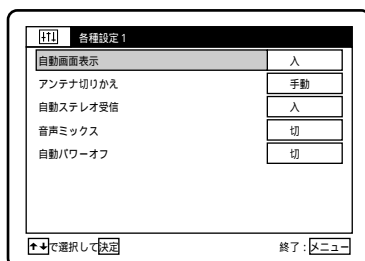 各種設定 1
自動画面表示 入
アンテナ切りかえ 手動
自動ステレオ受信 入
音声ミックス 切
自動パワーオフ 切
↑↓で選択して決定 終了：メニュー